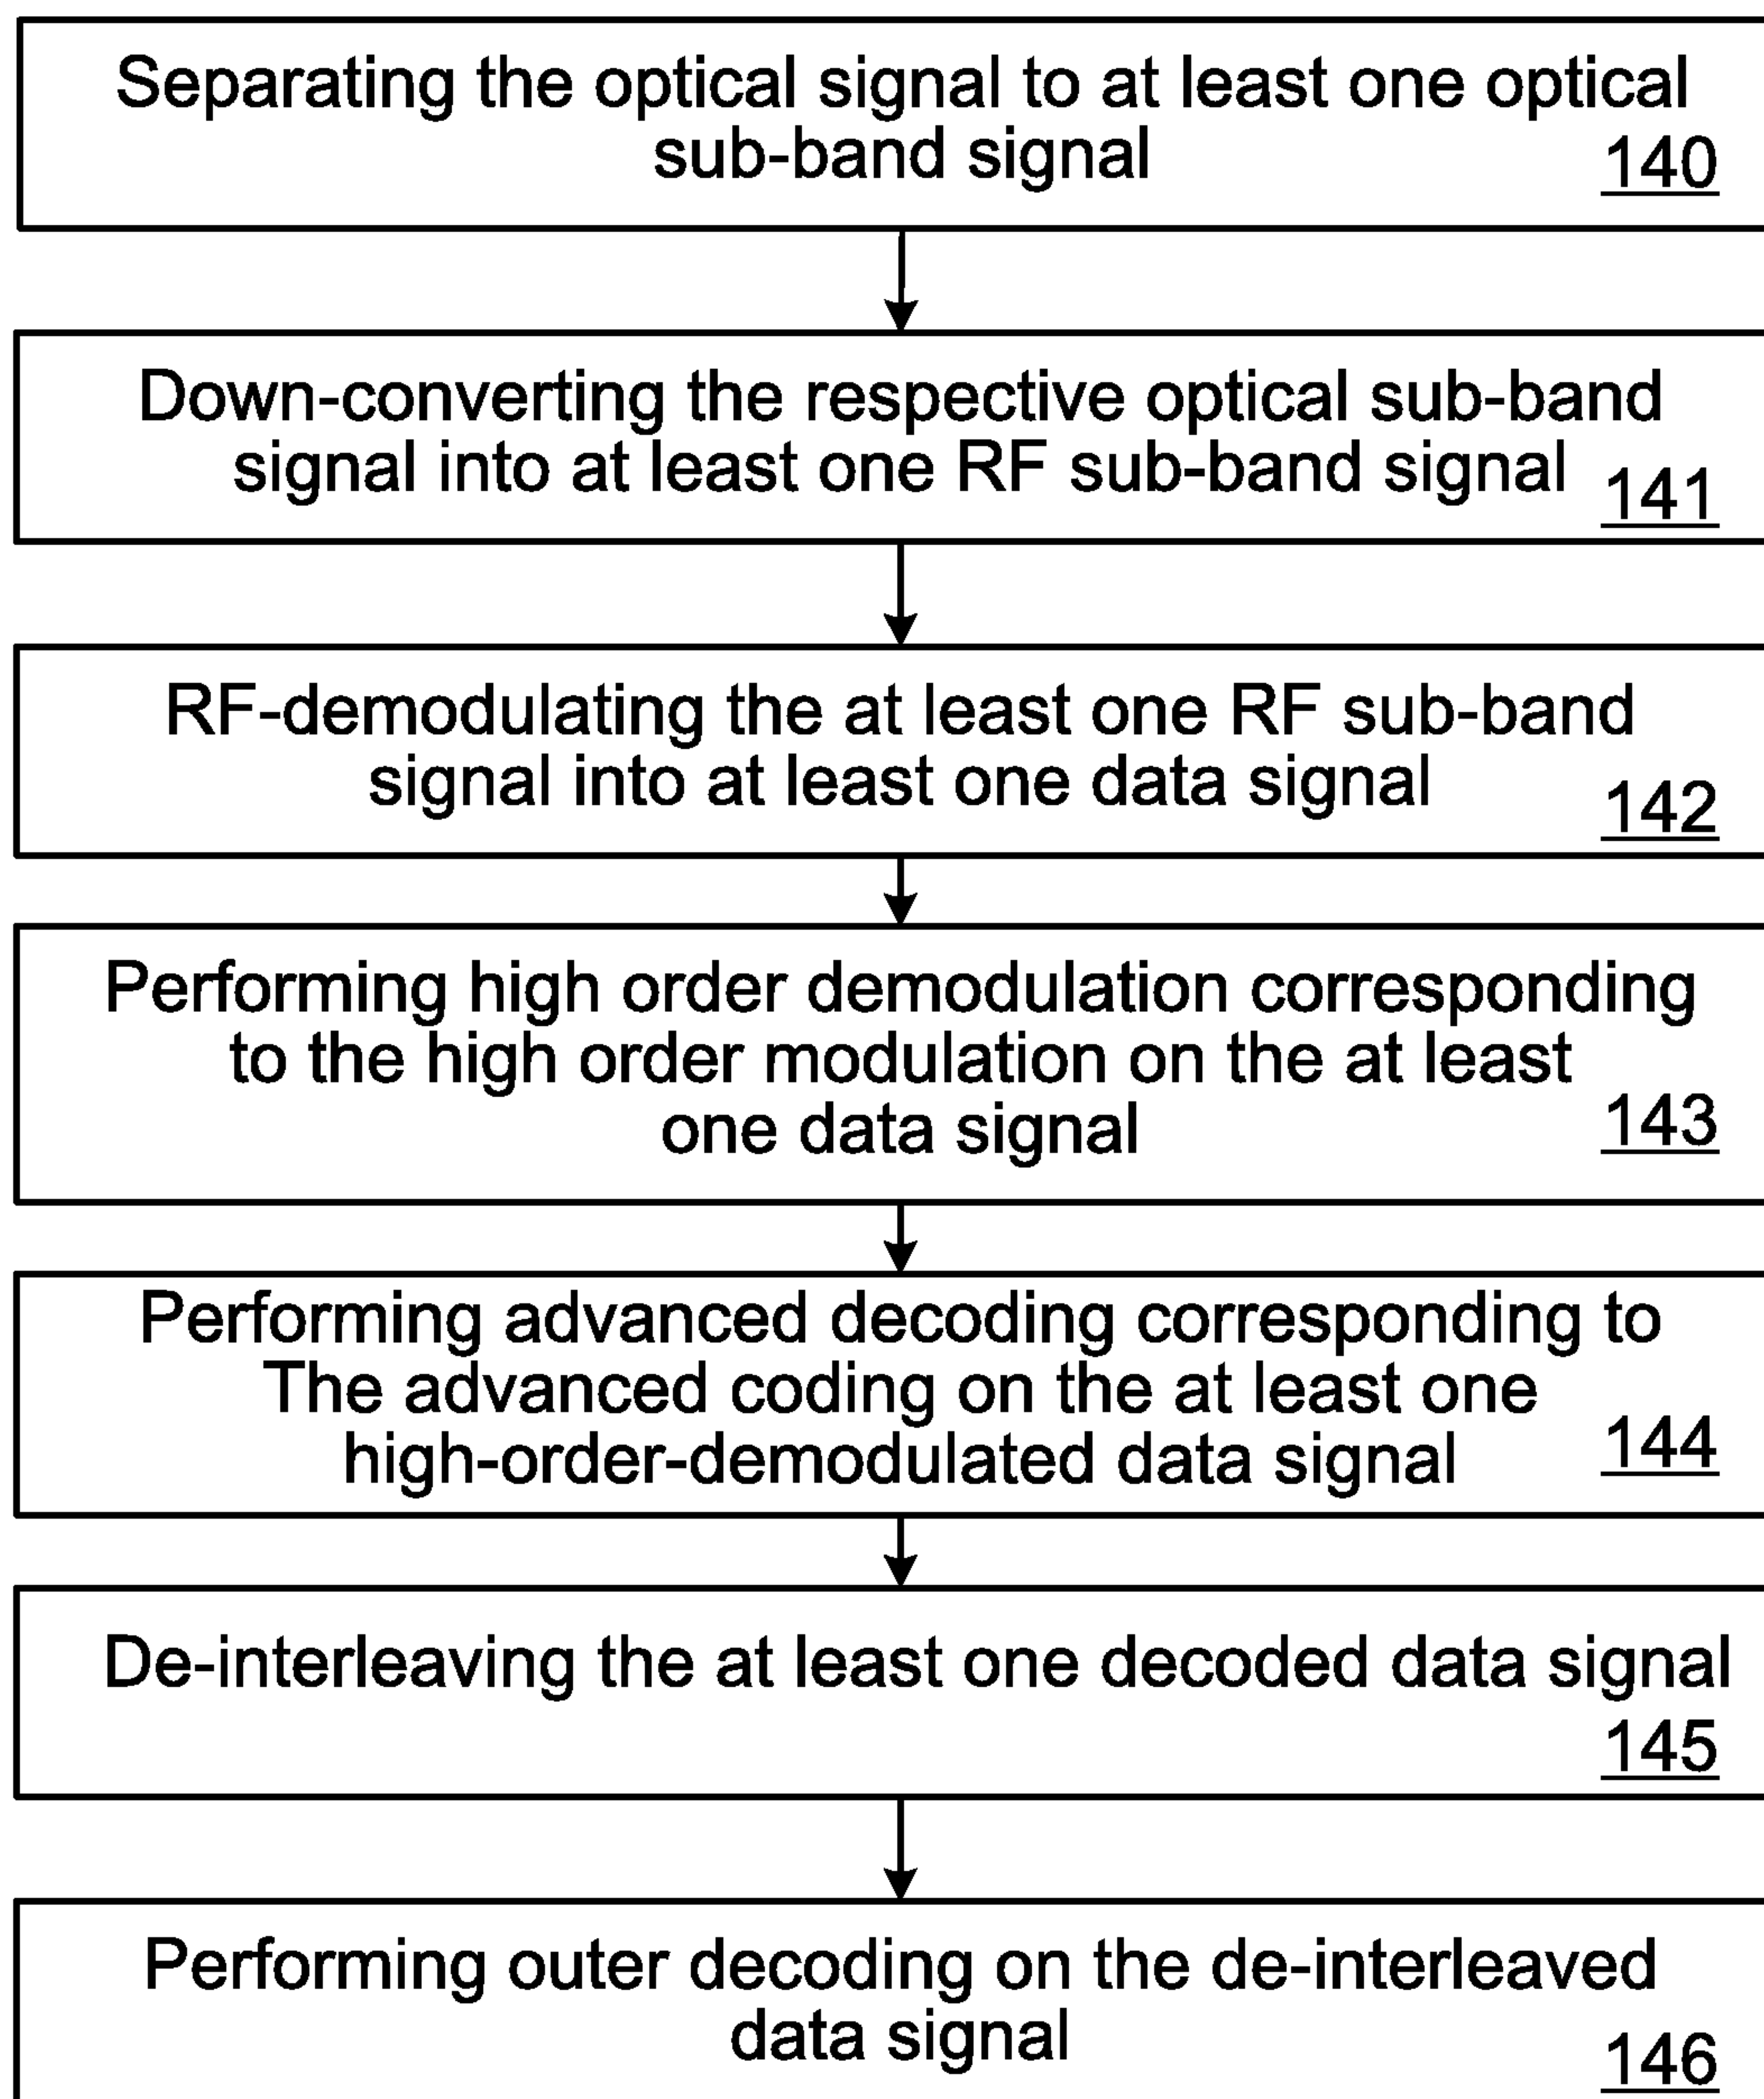 Separating the optical signal to at least one optical
sub-band signal
140
Down-converting the respective optical sub-band
signal into at least one RF sub-band signal
141
RF-demodulating the at least one RF sub-band
signal into at least one data signal
142
Performing high order demodulation corresponding
to the high order modulation on the at least
one data signal
143
Performing advanced decoding corresponding to
The advanced coding on the at least one
high-order-demodulated data signal
144
De-interleaving the at least one decoded data signal
145
Performing outer decoding on the de-interleaved
data signal
146